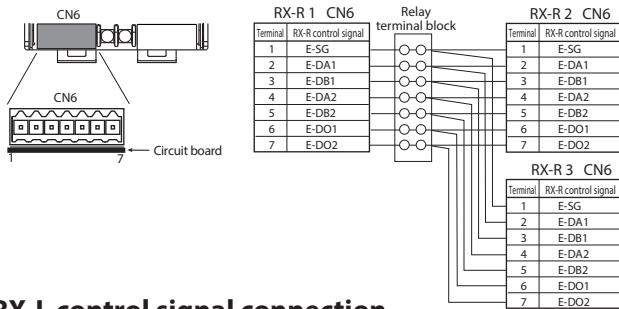 CN6
CN6
1
7
Circuit board
RX-R 1 CN6
Terminal RX-R control signal
1 E-SG
2 E-DA1
3 E-DB1
4 E-DA2
5 E-DB2
6 E-DO1
7 E-DO2
Relay
terminal block
RX-R 2 CN6
Terminal RX-R control signal
1 E-SG
2 E-DA1
3 E-DB1
4 E-DA2
5 E-DB2
6 E-DO1
7 E-DO2
RX-R 3 CN6
Terminal RX-R control signal
1 E-SG
2 E-DA1
3 E-DB1
4 E-DA2
5 E-DB2
6 E-DO1
7 E-DO2
control signal connection